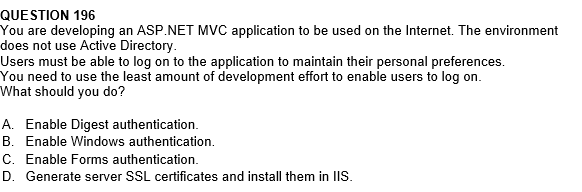 QUESTION 196
You are developing an ASP.NET MVC application to be used on the Internet. The environment
does not use Active Directory.
Users must be able to log on to the application to maintain their personal preferences.
You need to use the least amount of development effort to enable users to log on.
What should you do?
A. Enable Digest authentication.
B. Enable Windows authentication.
C. Enable Forms authentication.
D. Generate server SSL certificates and install them in IIS.